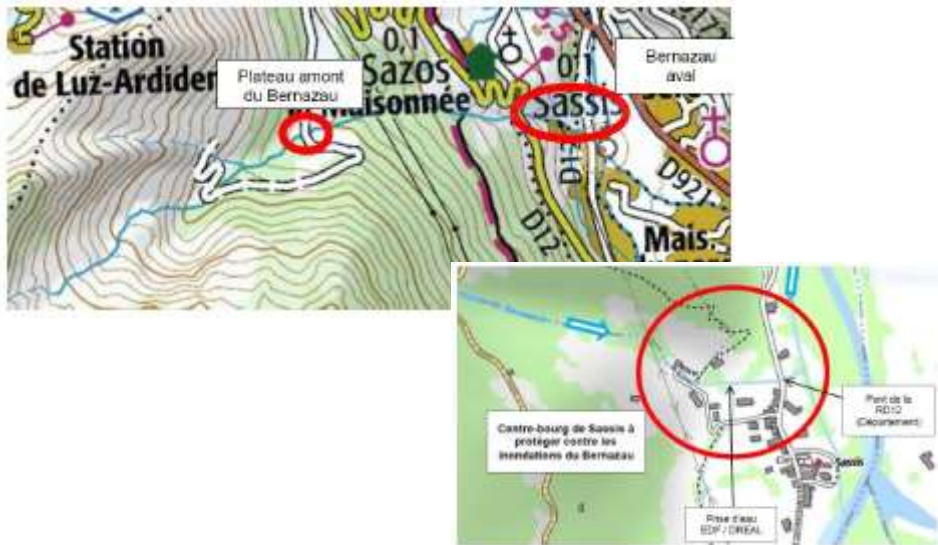 Station
de Luz-Ardiden
Plateau amont
du Bernazau
0,1
Sazos
Maisonnée
0,1
Bernazau
aval
Sassis
D12
D921
Mais.
Centre-bourg de Sassis à
protéger contre les
inondations du Bernazau
Pont de la
RD12
(Département)
Sassis
Prise d'eau
EDF / DREAL